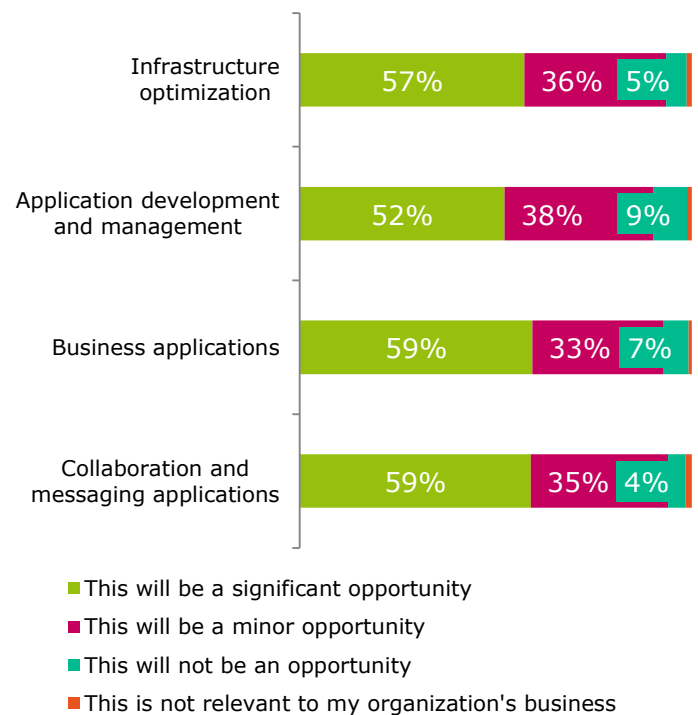 Infrastructure
optimization
57% 36% 5%
Application development
and management
52% 38% 9%
Business applications
59% 33% 7%
Collaboration and
messaging applications
59% 35% 4%
This will be a significant opportunity
This will be a minor opportunity
This will not be an opportunity
This is not relevant to my organization's business